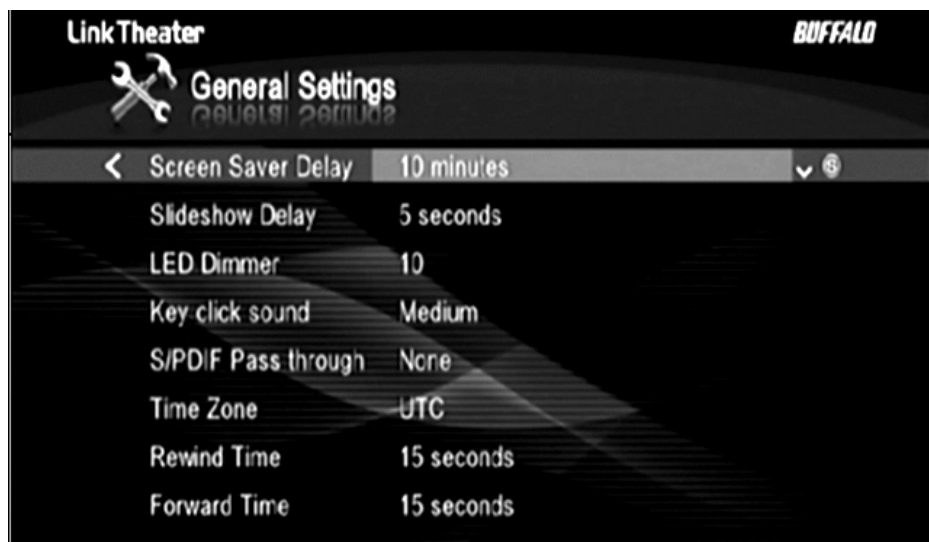 LinkTheater
BUFFALO
General Settings
Screen Saver Delay 10 minutes S
Slideshow Delay 5 seconds
LED Dimmer 10
Key click sound Medium
S/PDIF Pass through None
Time Zone UTC
Rewind Time 15 seconds
Forward Time 15 seconds